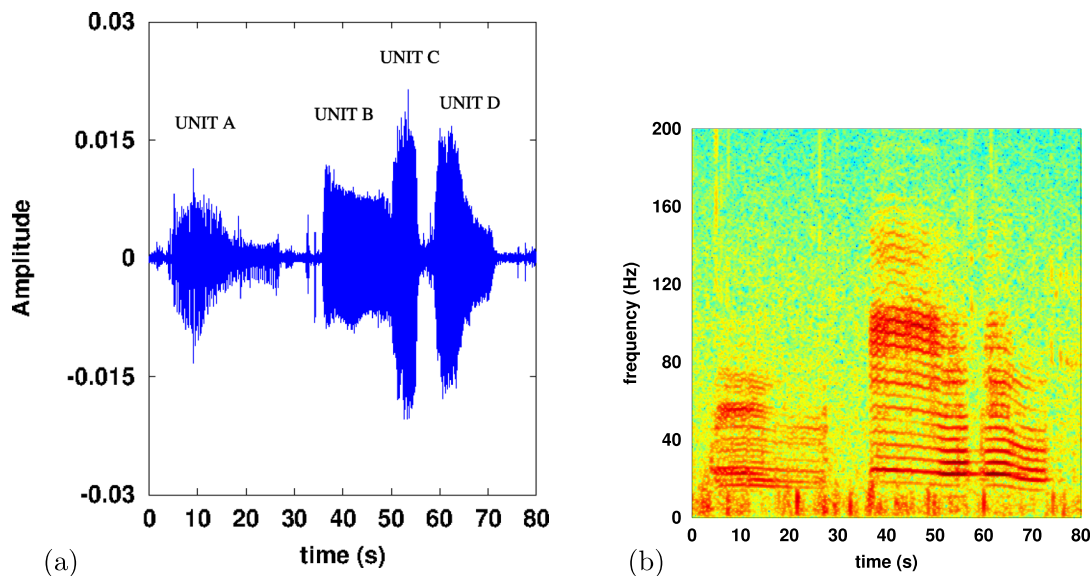 0.03
UNIT C
UNIT B
UNIT D
UNIT A
0.015
0
-0.015
-0.03
Amplitude
0 10 20 30 40 50 60 70 80
time (s)
(a)
200
160
120
80
40
0
frequency (Hz)
0 10 20 30 40 50 60 70 80
time (s)
(b)